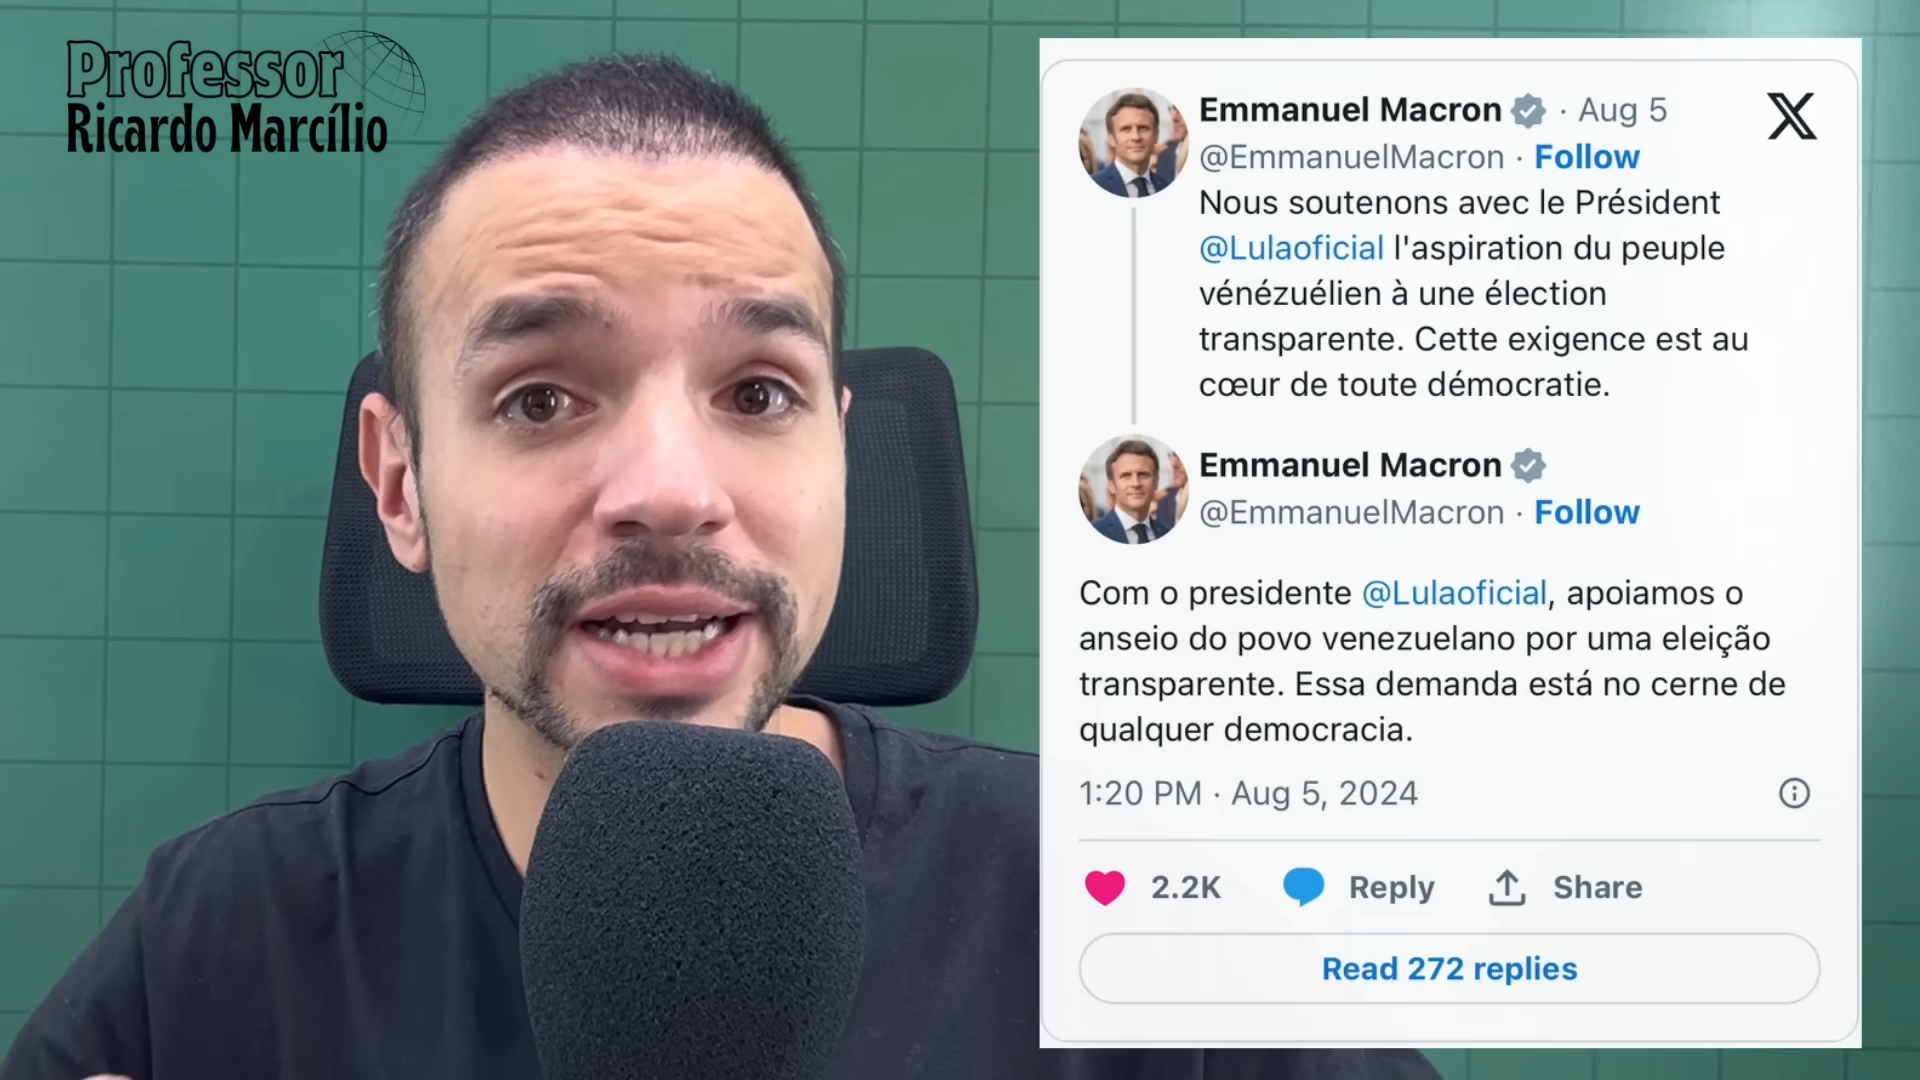 Professor
Ricardo Marcílio
Emmanuel Macron · Aug 5
@EmmanuelMacron · Follow
Nous soutenons avec le Président
@Lulaoficial l'aspiration du peuple
vénézuélien à une élection
transparente. Cette exigence est au
cœur de toute démocratie.
Emmanuel Macron
@EmmanuelMacron · Follow
Com o presidente @Lulaoficial, apoiamos o
anseio do povo venezuelano por uma eleição
transparente. Essa demanda está no cerne de
qualquer democracia.
1:20 PM · Aug 5, 2024
2.2K Reply Share
Read 272 replies